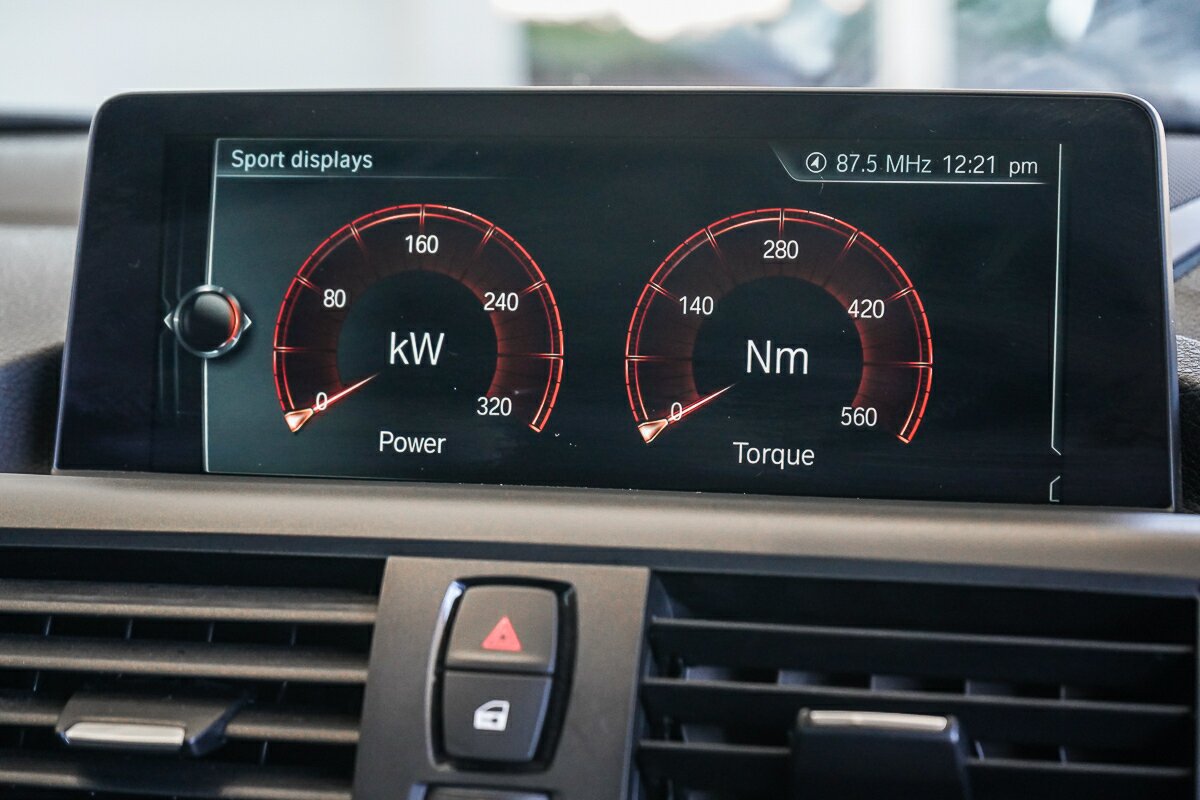 Sport displays
87.5 MHz 12:21 pm
160
80
240
kW
0
320
Power
280
140
420
Nm
0
560
Torque